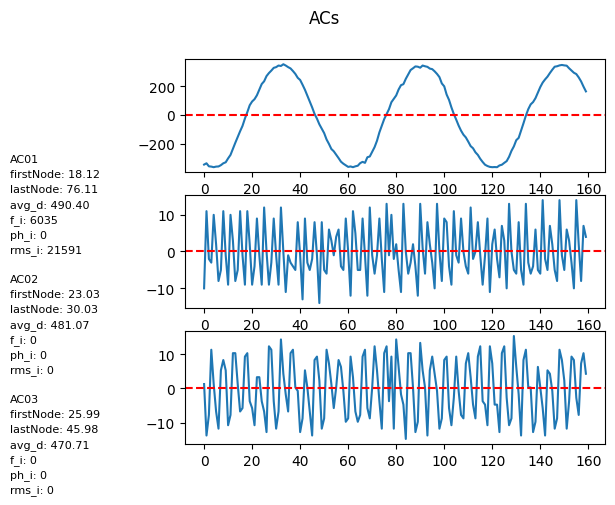 ACs
200
0
−200
0 20 40 60 80 100 120 140 160
AC01
firstNode: 18.12
lastNode: 76.11
avg_d: 490.40
f_i: 6035
ph_i: 0
rms_i: 21591
10
0
−10
0 20 40 60 80 100 120 140 160
AC02
firstNode: 23.03
lastNode: 30.03
avg_d: 481.07
f_i: 0
ph_i: 0
rms_i: 0
10
0
−10
0 20 40 60 80 100 120 140 160
AC03
firstNode: 25.99
lastNode: 45.98
avg_d: 470.71
f_i: 0
ph_i: 0
rms_i: 0